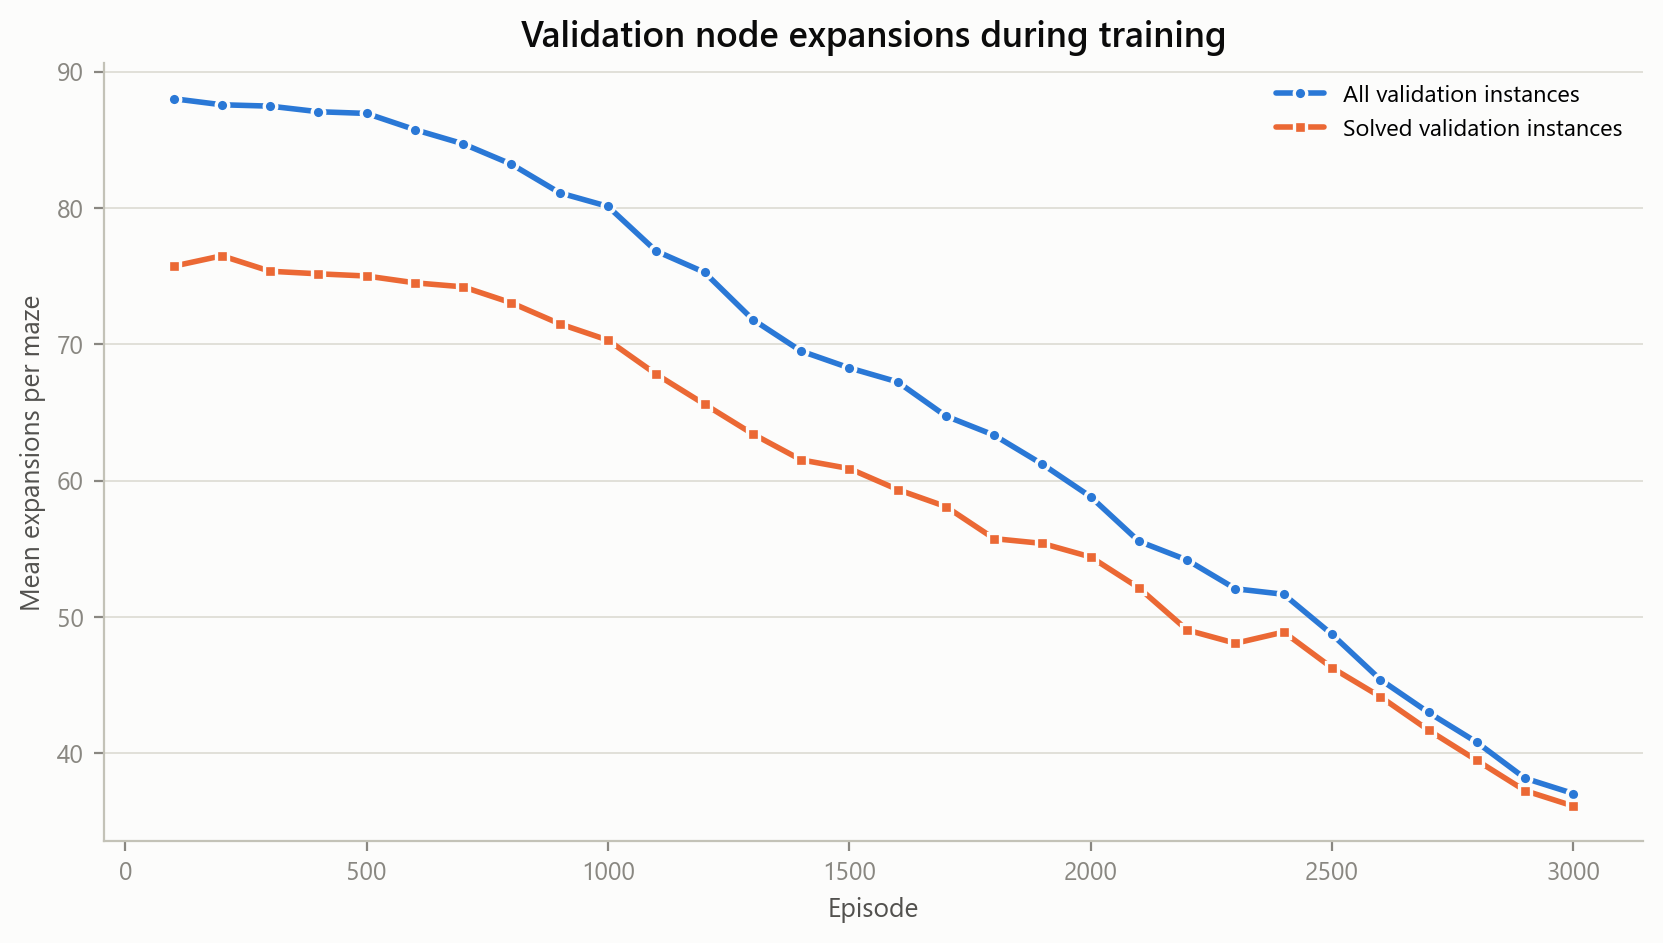 Validation node expansions during training
All validation instances
Solved validation instances
Mean expansions per maze
90
80
70
60
50
40
0 500 1000 1500 2000 2500 3000
Episode